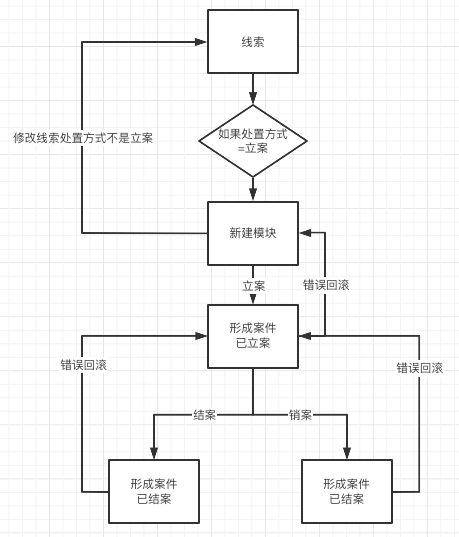 线索
修改线索处置方式不是立案
如果处置方式
=立案
新建模块
立案
错误回滚
形成案件
已立案
错误回滚
错误回滚
结案
销案
形成案件
已结案
形成案件
已结案